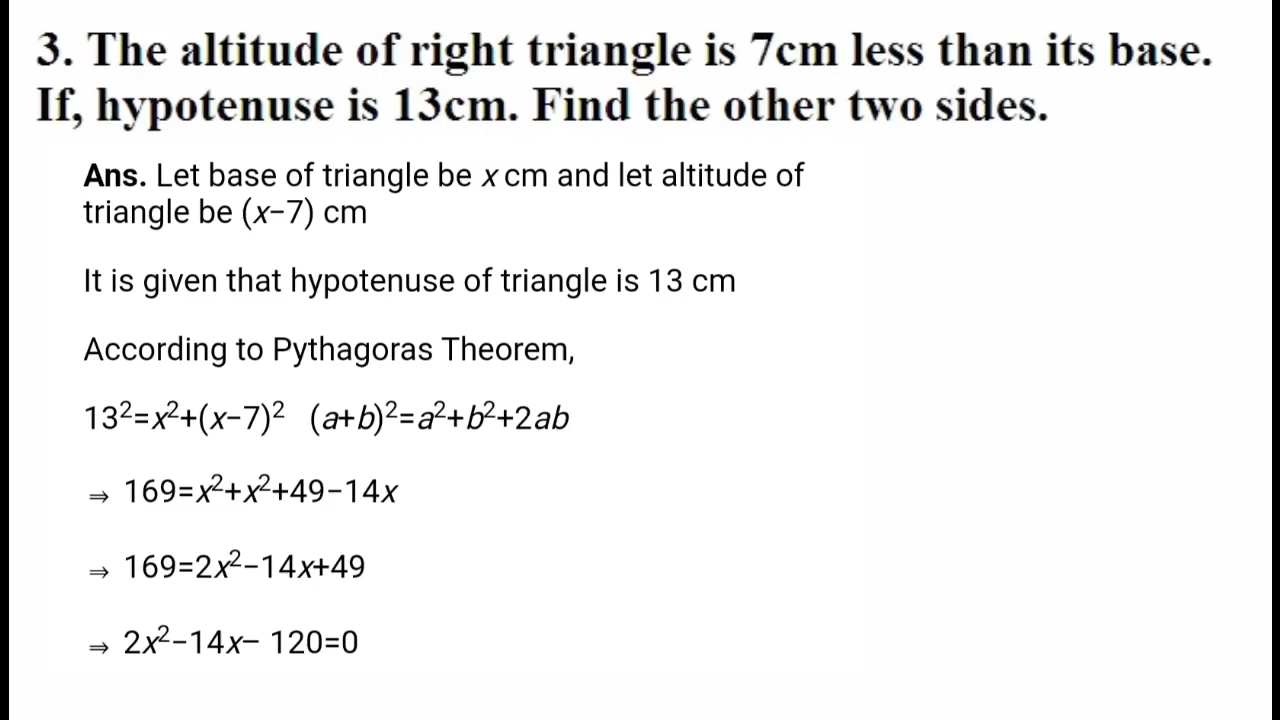 3. The altitude of right triangle is 7cm less than its base.
If, hypotenuse is 13cm. Find the other two sides.
Ans. Let base of triangle be x cm and let altitude of
triangle be (x−7) cm
It is given that hypotenuse of triangle is 13 cm
According to Pythagoras Theorem,
13²=x²+(x−7)² (a+b)²=a²+b²+2ab
⇒ 169=x²+x²+49−14x
⇒ 169=2x²−14x+49
⇒ 2x²−14x− 120=0